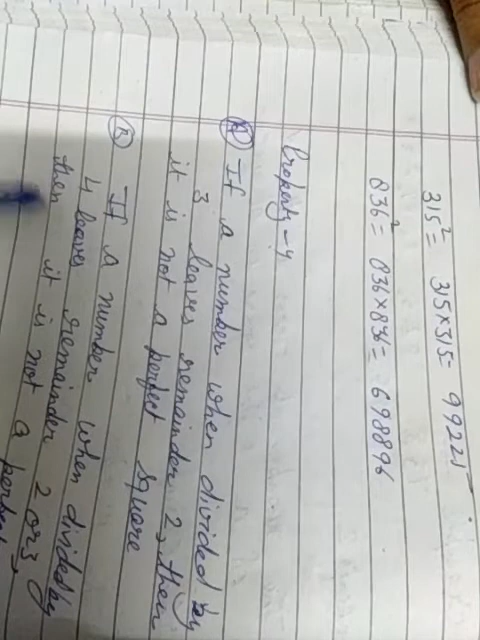 315² = 315×315 = 99225
836² = 836×836 = 698896
Property-4
(A) If a number when divided by
3 leaves remainder 2, then
it is not a perfect square
(B) If a number when divided by
4 leaves remainder 2 or 3
then it is not a perfect